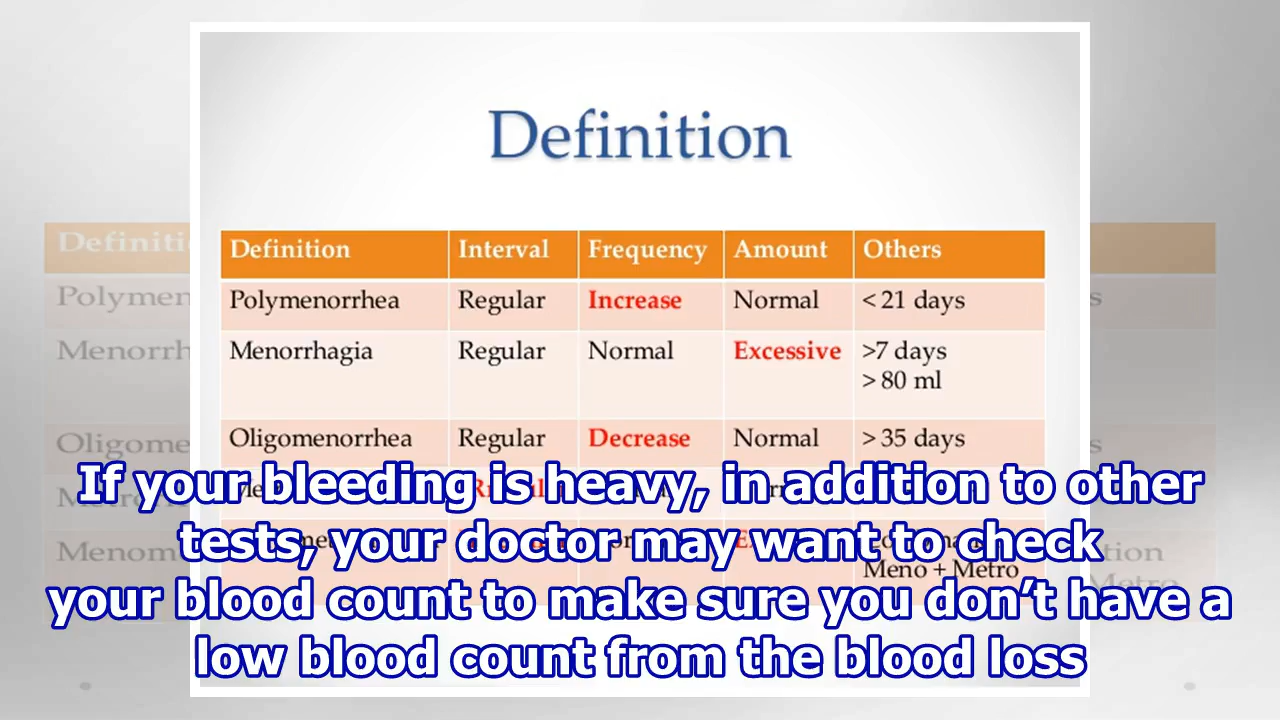 Definition
Definition Interval Frequency Amount Others
Polymenorrhea Regular Increase Normal < 21 days
Menorrhagia Regular Normal Excessive >7 days
> 80 ml
Oligomenorrhea Regular Decrease Normal > 35 days
Meno + Metro
If your bleeding is heavy, in addition to other
tests, your doctor may want to check
your blood count to make sure you don’t have a
low blood count from the blood loss